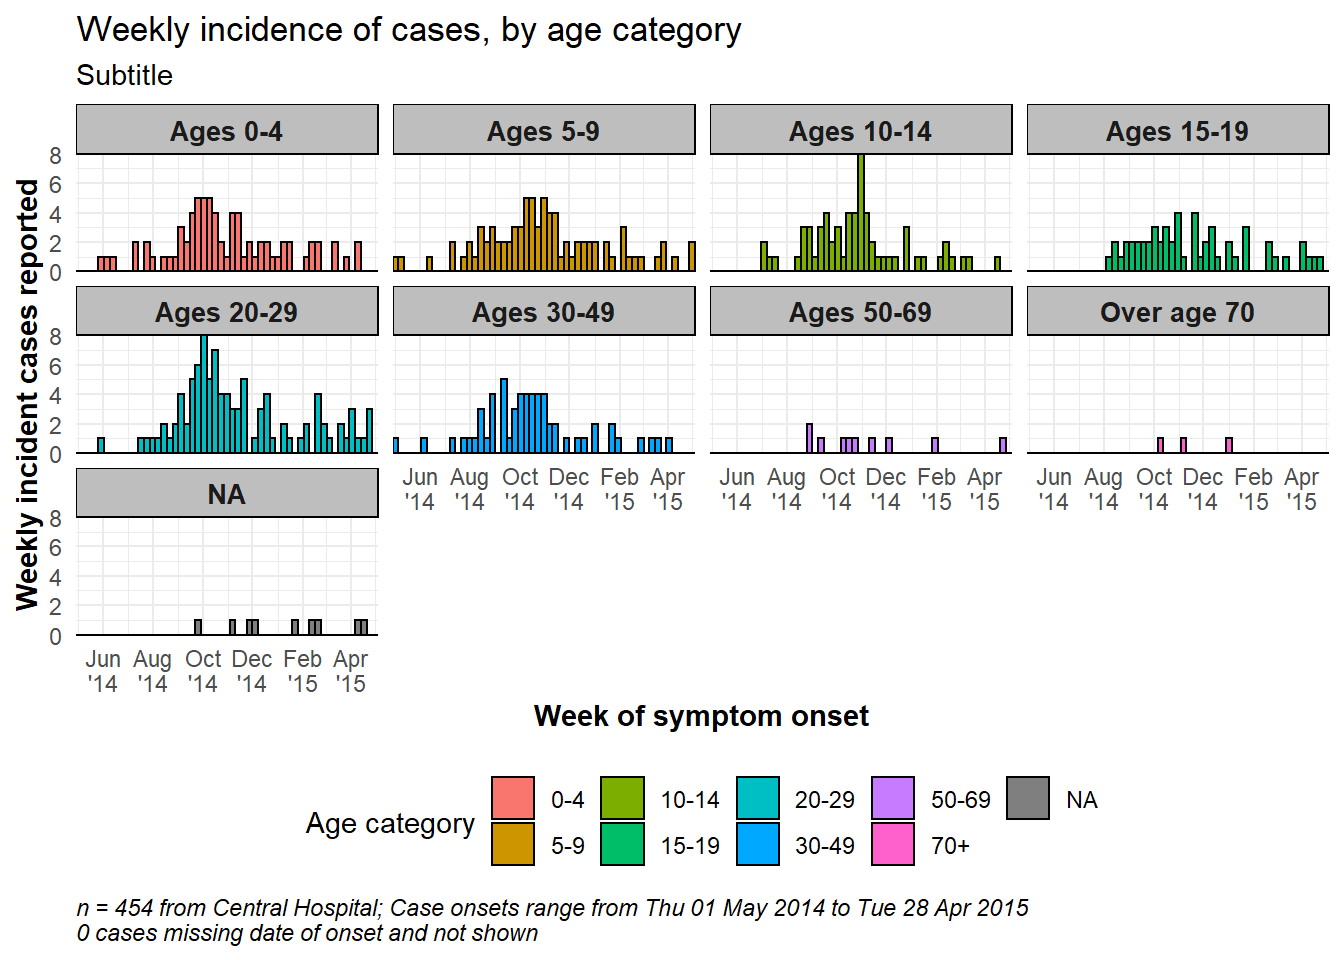 Weekly incidence of cases, by age category
Subtitle
Ages 0-4
Ages 5-9
Ages 10-14
Ages 15-19
8
6
4
2
0
Ages 20-29
Ages 30-49
Ages 50-69
Over age 70
8
6
4
2
0
Jun Aug Oct Dec Feb Apr
'14 '14 '14 '14 '15 '15
Jun Aug Oct Dec Feb Apr
'14 '14 '14 '14 '15 '15
Jun Aug Oct Dec Feb Apr
'14 '14 '14 '14 '15 '15
NA
8
6
4
2
0
Jun Aug Oct Dec Feb Apr
'14 '14 '14 '14 '15 '15
Weekly incident cases reported
Week of symptom onset
Age category
0-4 10-14 20-29 50-69 NA
5-9 15-19 30-49 70+
n = 454 from Central Hospital; Case onsets range from Thu 01 May 2014 to Tue 28 Apr 2015
0 cases missing date of onset and not shown